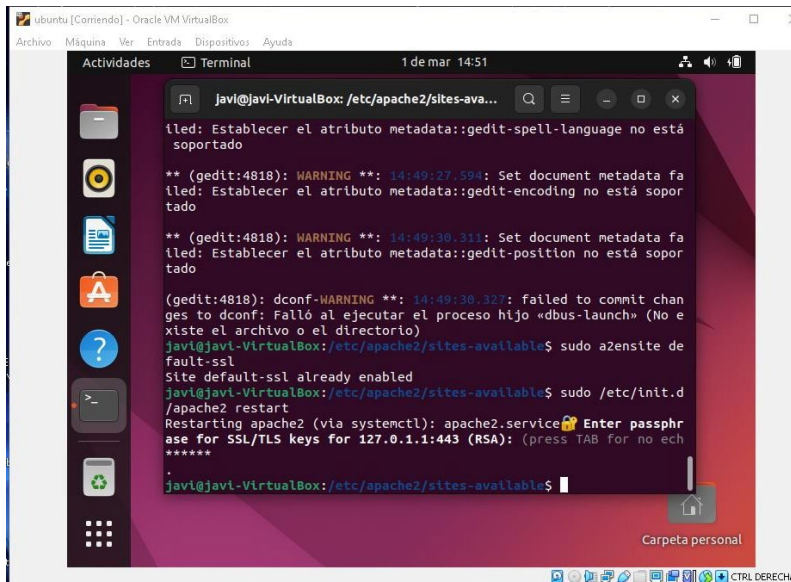 ubuntu [Corriendo] - Oracle VM VirtualBox
Archivo Máquina Ver Entrada Dispositivos Ayuda
Actividades Terminal 1 de mar 14:51
javi@javi-VirtualBox: /etc/apache2/sites-ava...
iled: Establecer el atributo metadata::gedit-spell-language no está
soportado
** (gedit:4818): WARNING **: 14:49:27.594: Set document metadata fa
iled: Establecer el atributo metadata::gedit-encoding no está sopor
tado
** (gedit:4818): WARNING **: 14:49:30.311: Set document metadata fa
iled: Establecer el atributo metadata::gedit-position no está sopor
tado
(gedit:4818): dconf-WARNING **: 14:49:30.327: failed to commit chan
ges to dconf: Falló al ejecutar el proceso hijo «dbus-launch» (No e
xiste el archivo o el directorio)
javi@javi-VirtualBox:/etc/apache2/sites-available$ sudo a2ensite de
fault-ssl
Site default-ssl already enabled
javi@javi-VirtualBox:/etc/apache2/sites-available$ sudo /etc/init.d
/apache2 restart
Restarting apache2 (via systemctl): apache2.service🔐 Enter passphr
ase for SSL/TLS keys for 127.0.1.1:443 (RSA): (press TAB for no ech
******
.
javi@javi-VirtualBox:/etc/apache2/sites-available$
Carpeta personal
CTRL DERECHA